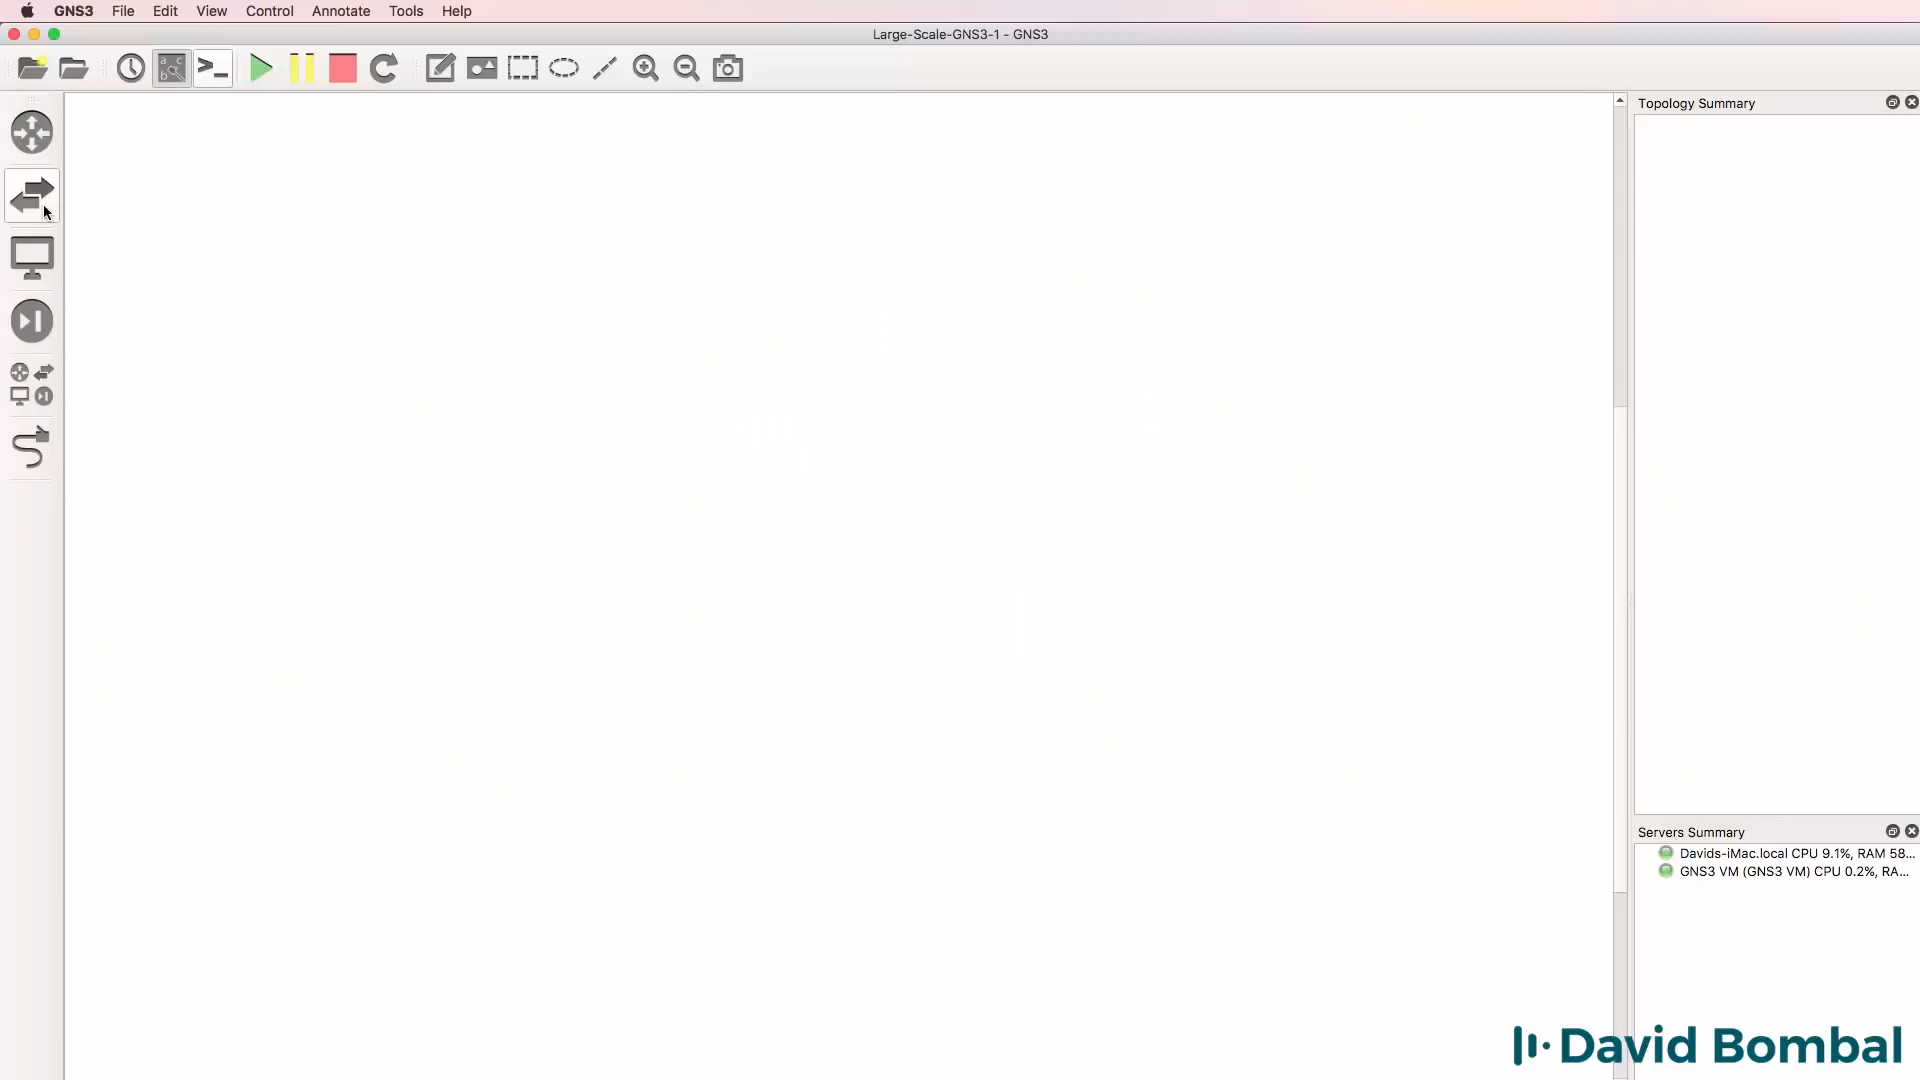 GNS3 File Edit View Control Annotate Tools Help
Large-Scale-GNS3-1 - GNS3
Topology Summary
Servers Summary
Davids-iMac.local CPU 9.1%, RAM 58...
GNS3 VM (GNS3 VM) CPU 0.2%, RA...
David Bombal